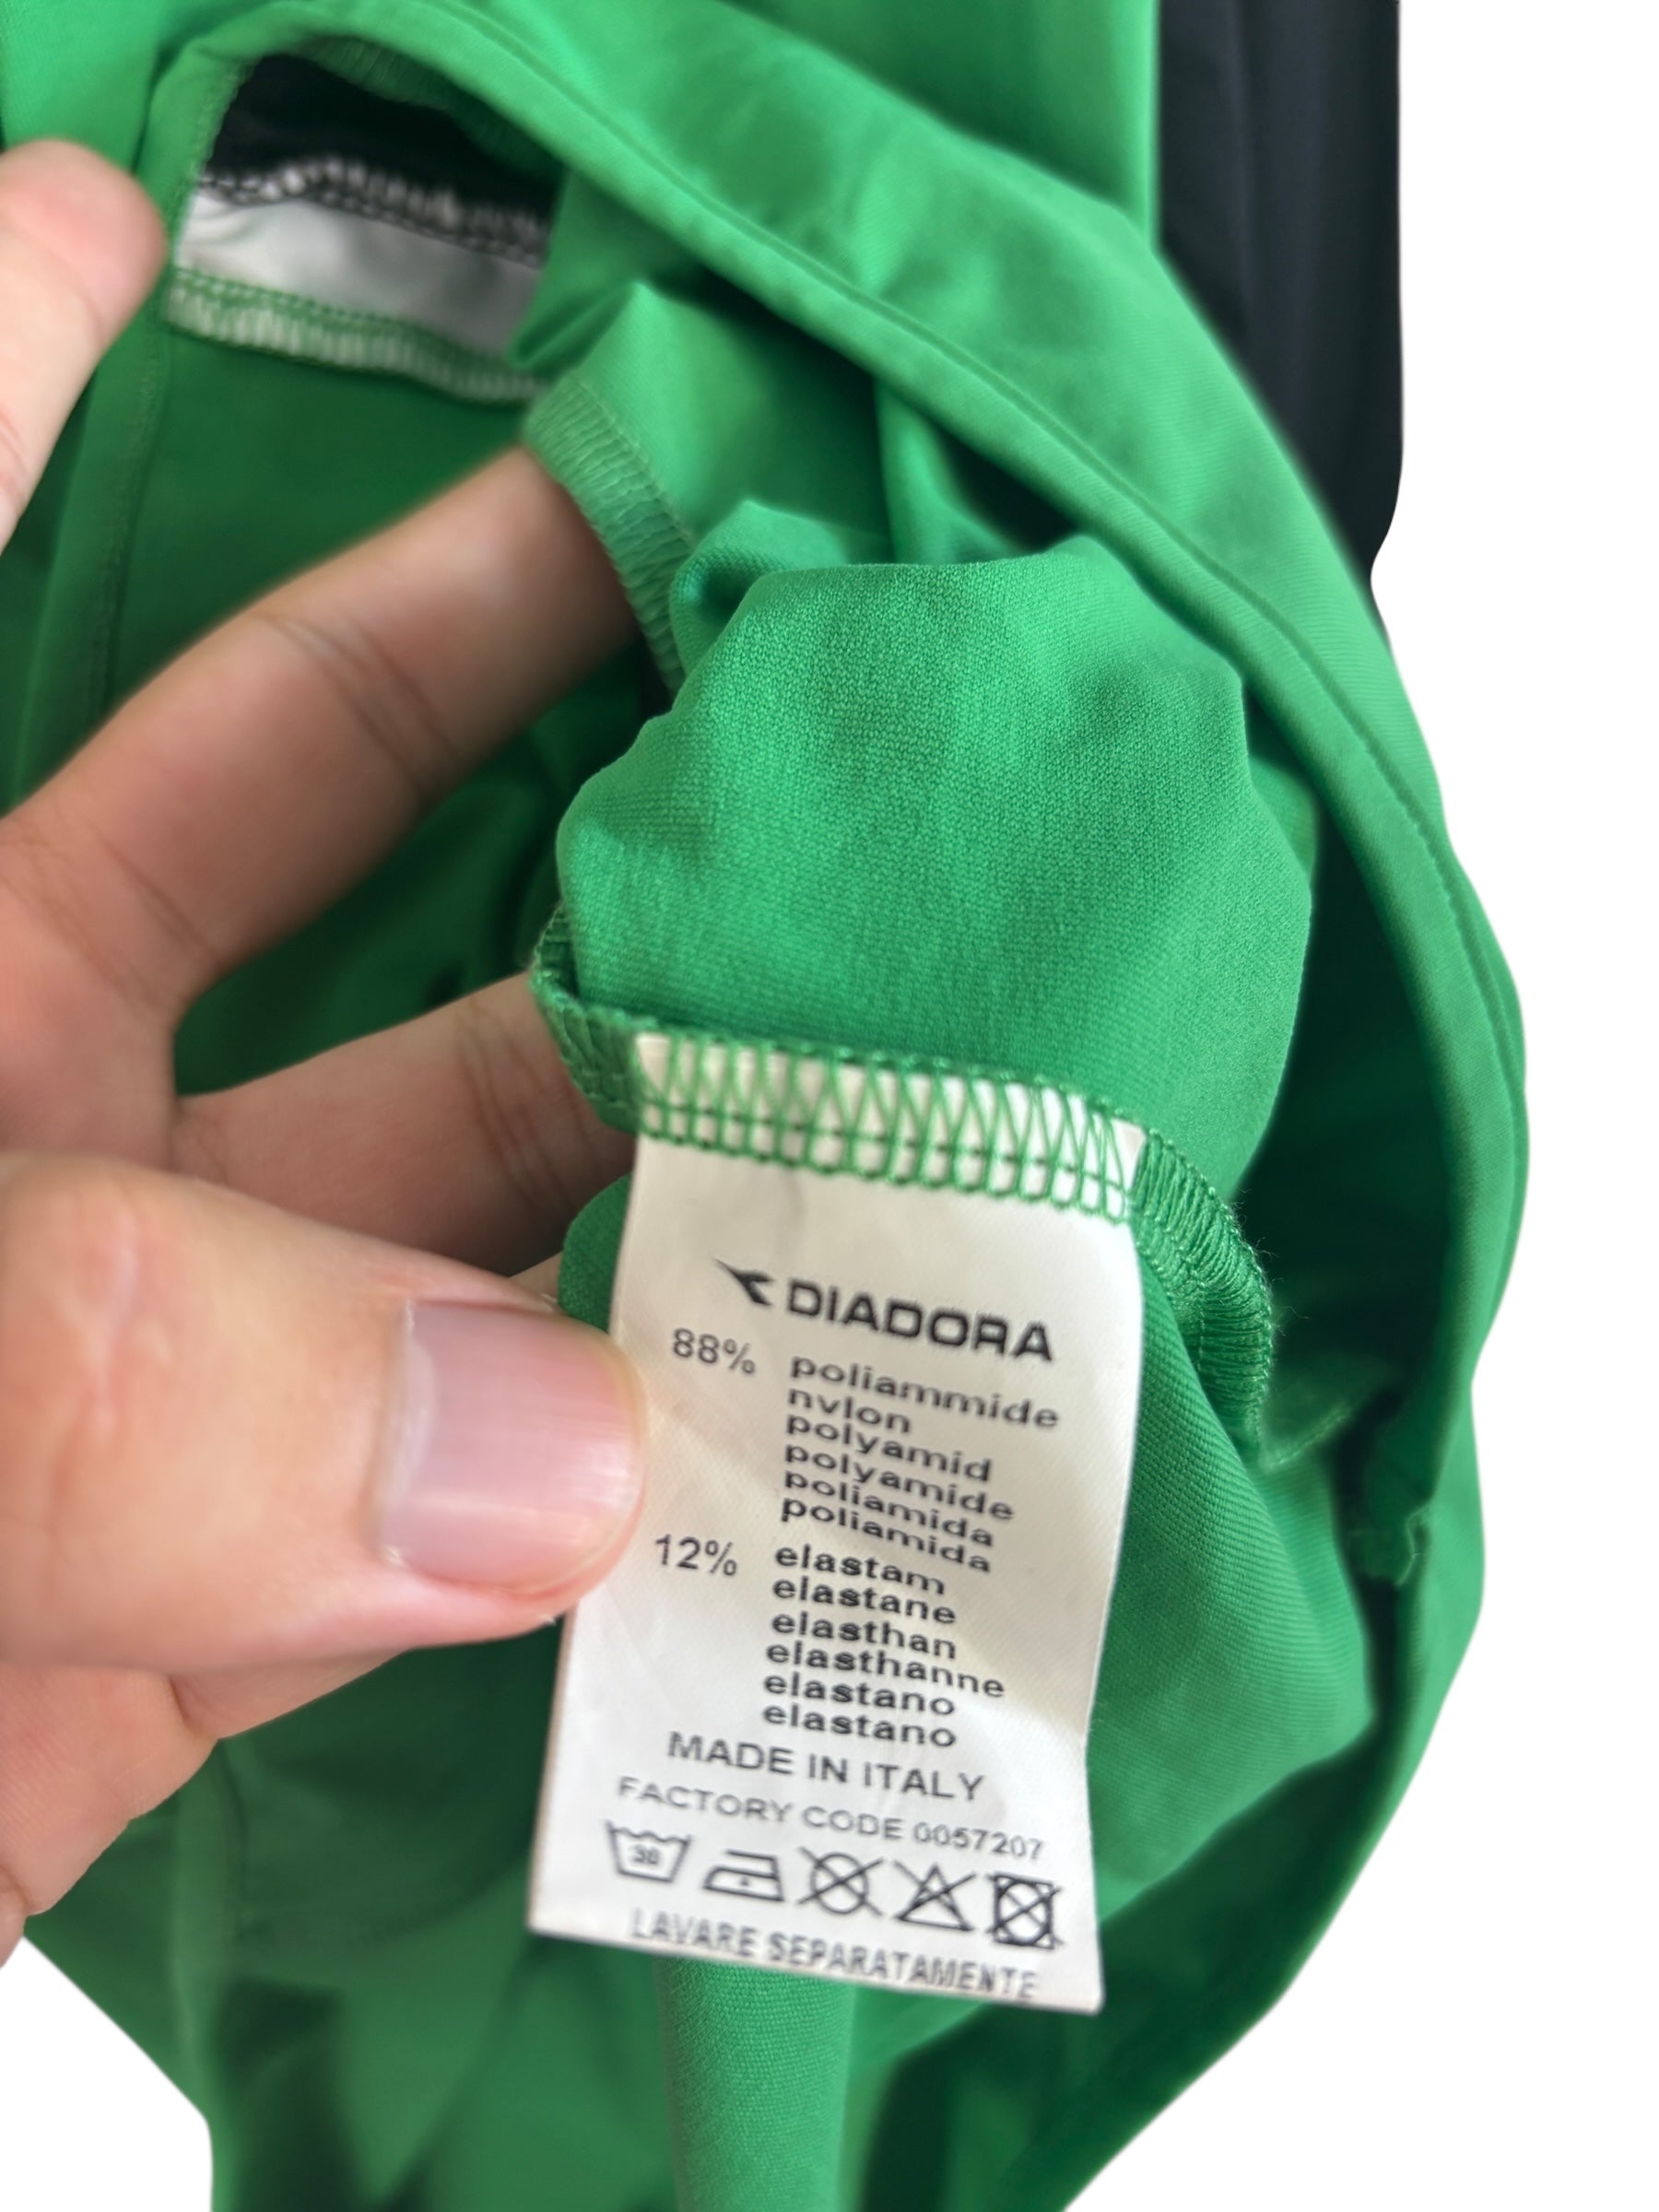 DIADORA
88% poliammide
nylon
polyamid
polyamide
poliamida
poliamida
12% elastam
elastane
elasthan
elasthanne
elastano
elastano
MADE IN ITALY
FACTORY CODE 0057207
30
LAVARE SEPARATAMENTE